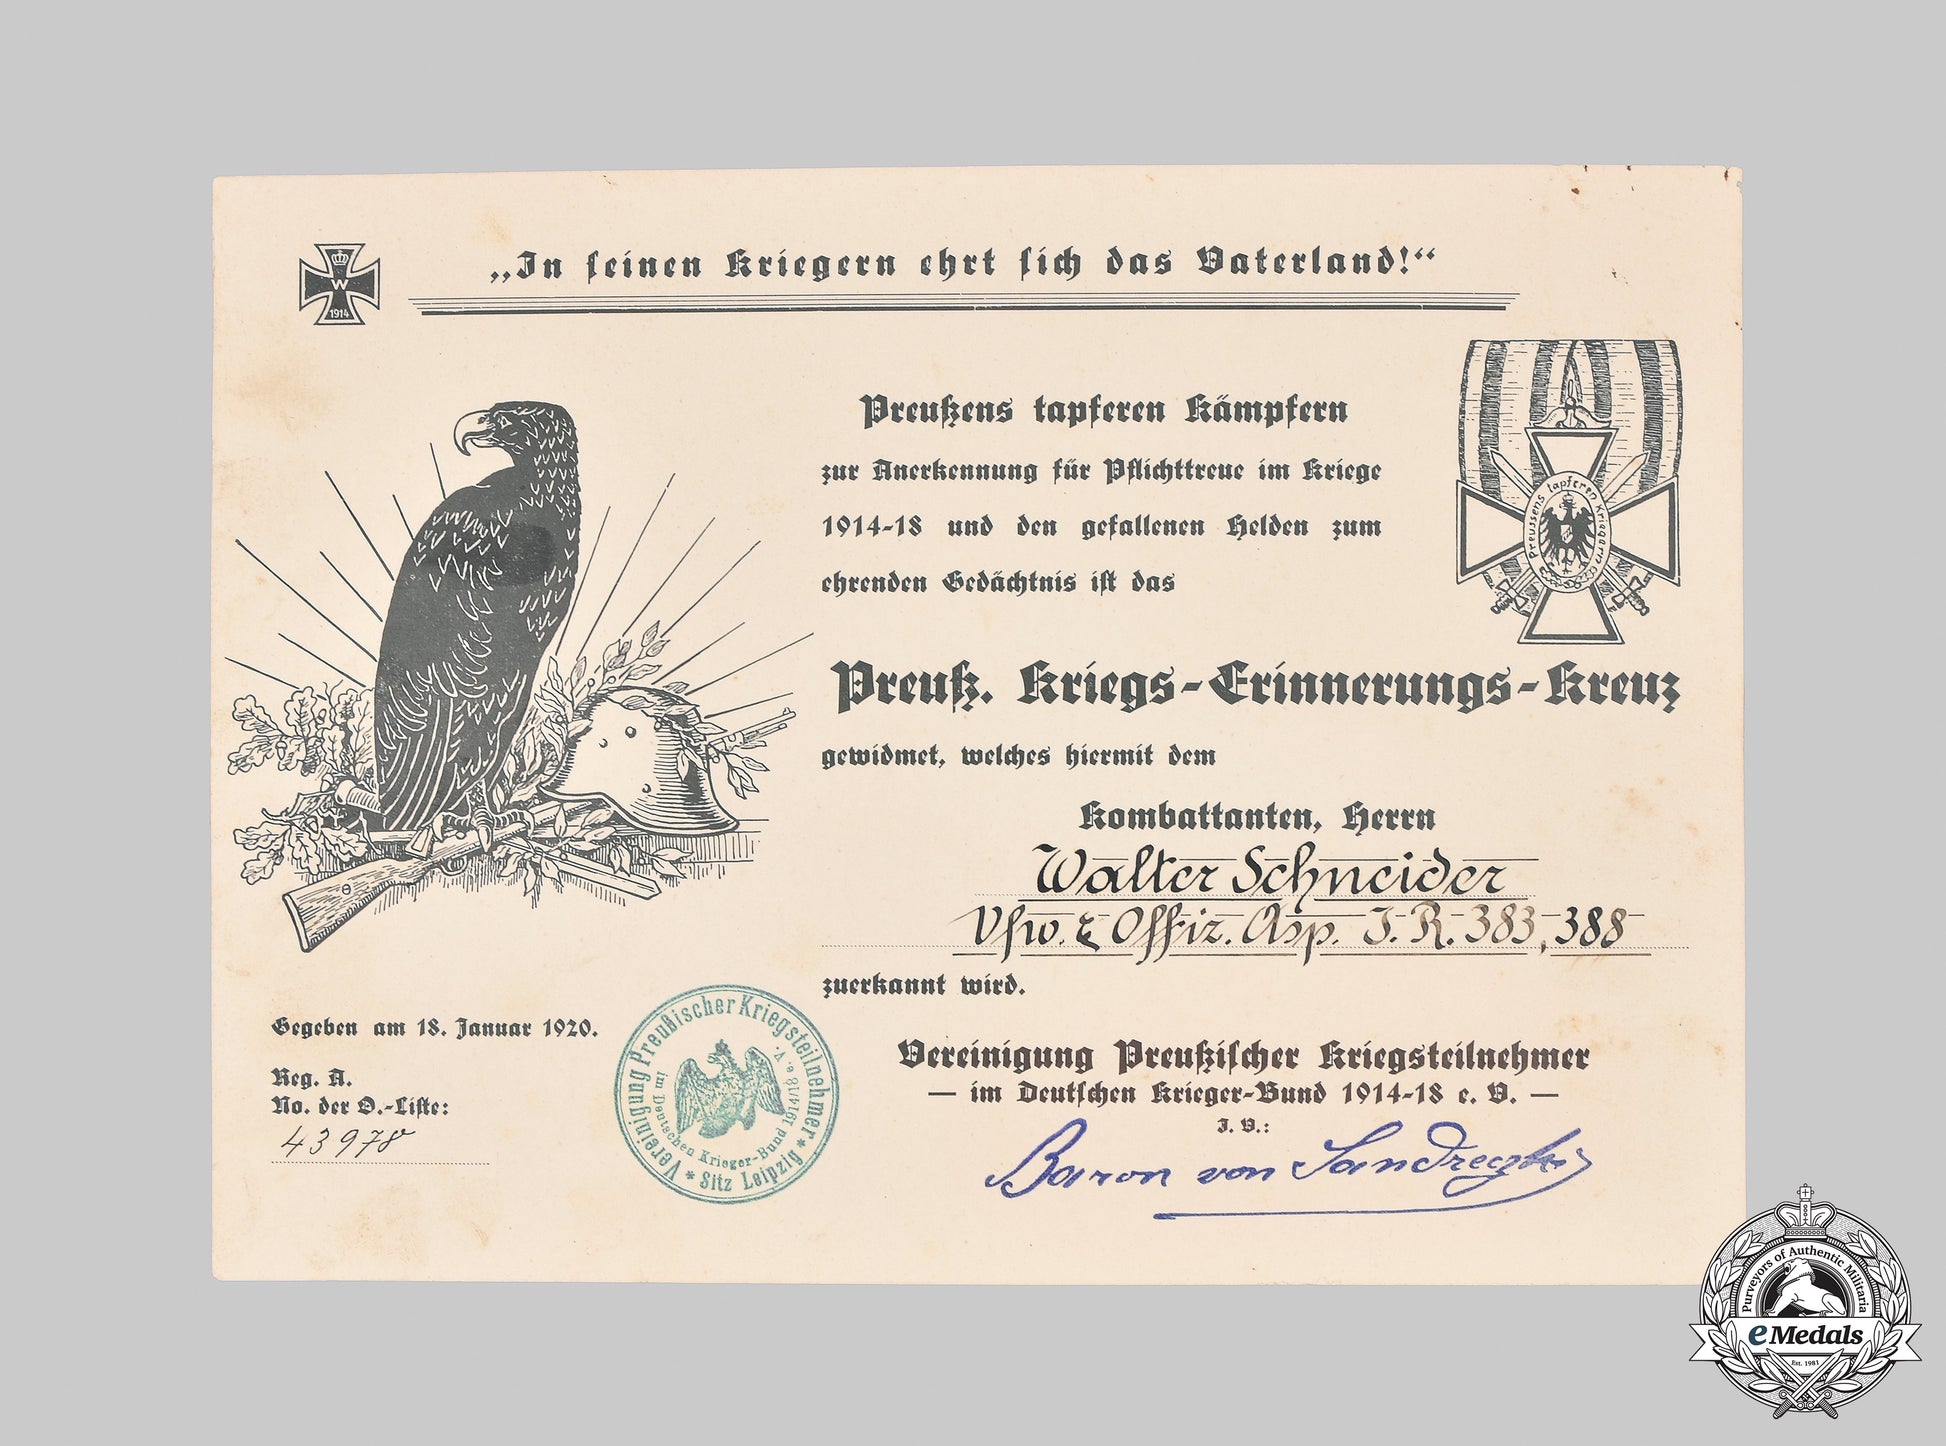 „In seinen Kriegern ehrt sich das Vaterland!“
W
1914
Preußens tapferen Kämpfern
zur Anerkennung für Pflichttreue im Kriege
1914-18 und den gefallenen Helden zum
ehrenden Gedächtnis ist das
Preussens tapferen Kriegern
Preuß. Kriegs-Erinnerungs-Kreuz
gewidmet, welches hiermit dem
Kombattanten, Herrn
Walter Schneider
Vfw. & Offiz. Asp. J. R. 383, 388
zuerkannt wird.
Gegeben am 18. Januar 1920.
Reg. A.
No. der O.-Liste:
43978
Vereinigung Preußischer Kriegsteilnehmer
im Deutschen Krieger-Bund 1914/18 e. V.
* Sitz Leipzig *
Vereinigung Preußischer Kriegsteilnehmer
— im Deutschen Krieger-Bund 1914-18 e. V. —
J. V.:
Baron von
Purveyors of Authentic Militaria
eMedals
Est. 1983